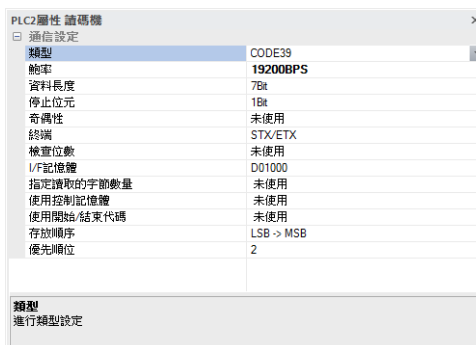 PLC2屬性 讀碼機
通信設定
類型 CODE39
鮑率 19200BPS
資料長度 7Bit
停止位元 1Bit
奇偶性 未使用
終端 STX/ETX
檢查位數 未使用
I/F記憶體 D01000
指定讀取的字節數量 未使用
使用控制記憶體 未使用
使用開始/結束代碼 未使用
存放順序 LSB -> MSB
優先順位 2
類型
進行類型設定